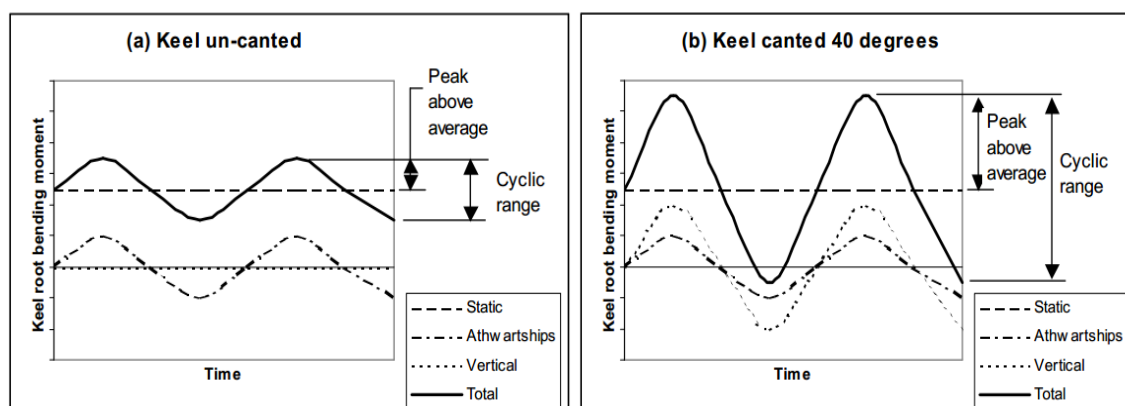 (a) Keel un-canted
Peak
above
average
Cyclic
range
Keel root bending moment
Time
Static
Athw artships
Vertical
Total
(b) Keel canted 40 degrees
Peak
above
average
Cyclic
range
Keel root bending moment
Time
Static
Athw artships
Vertical
Total